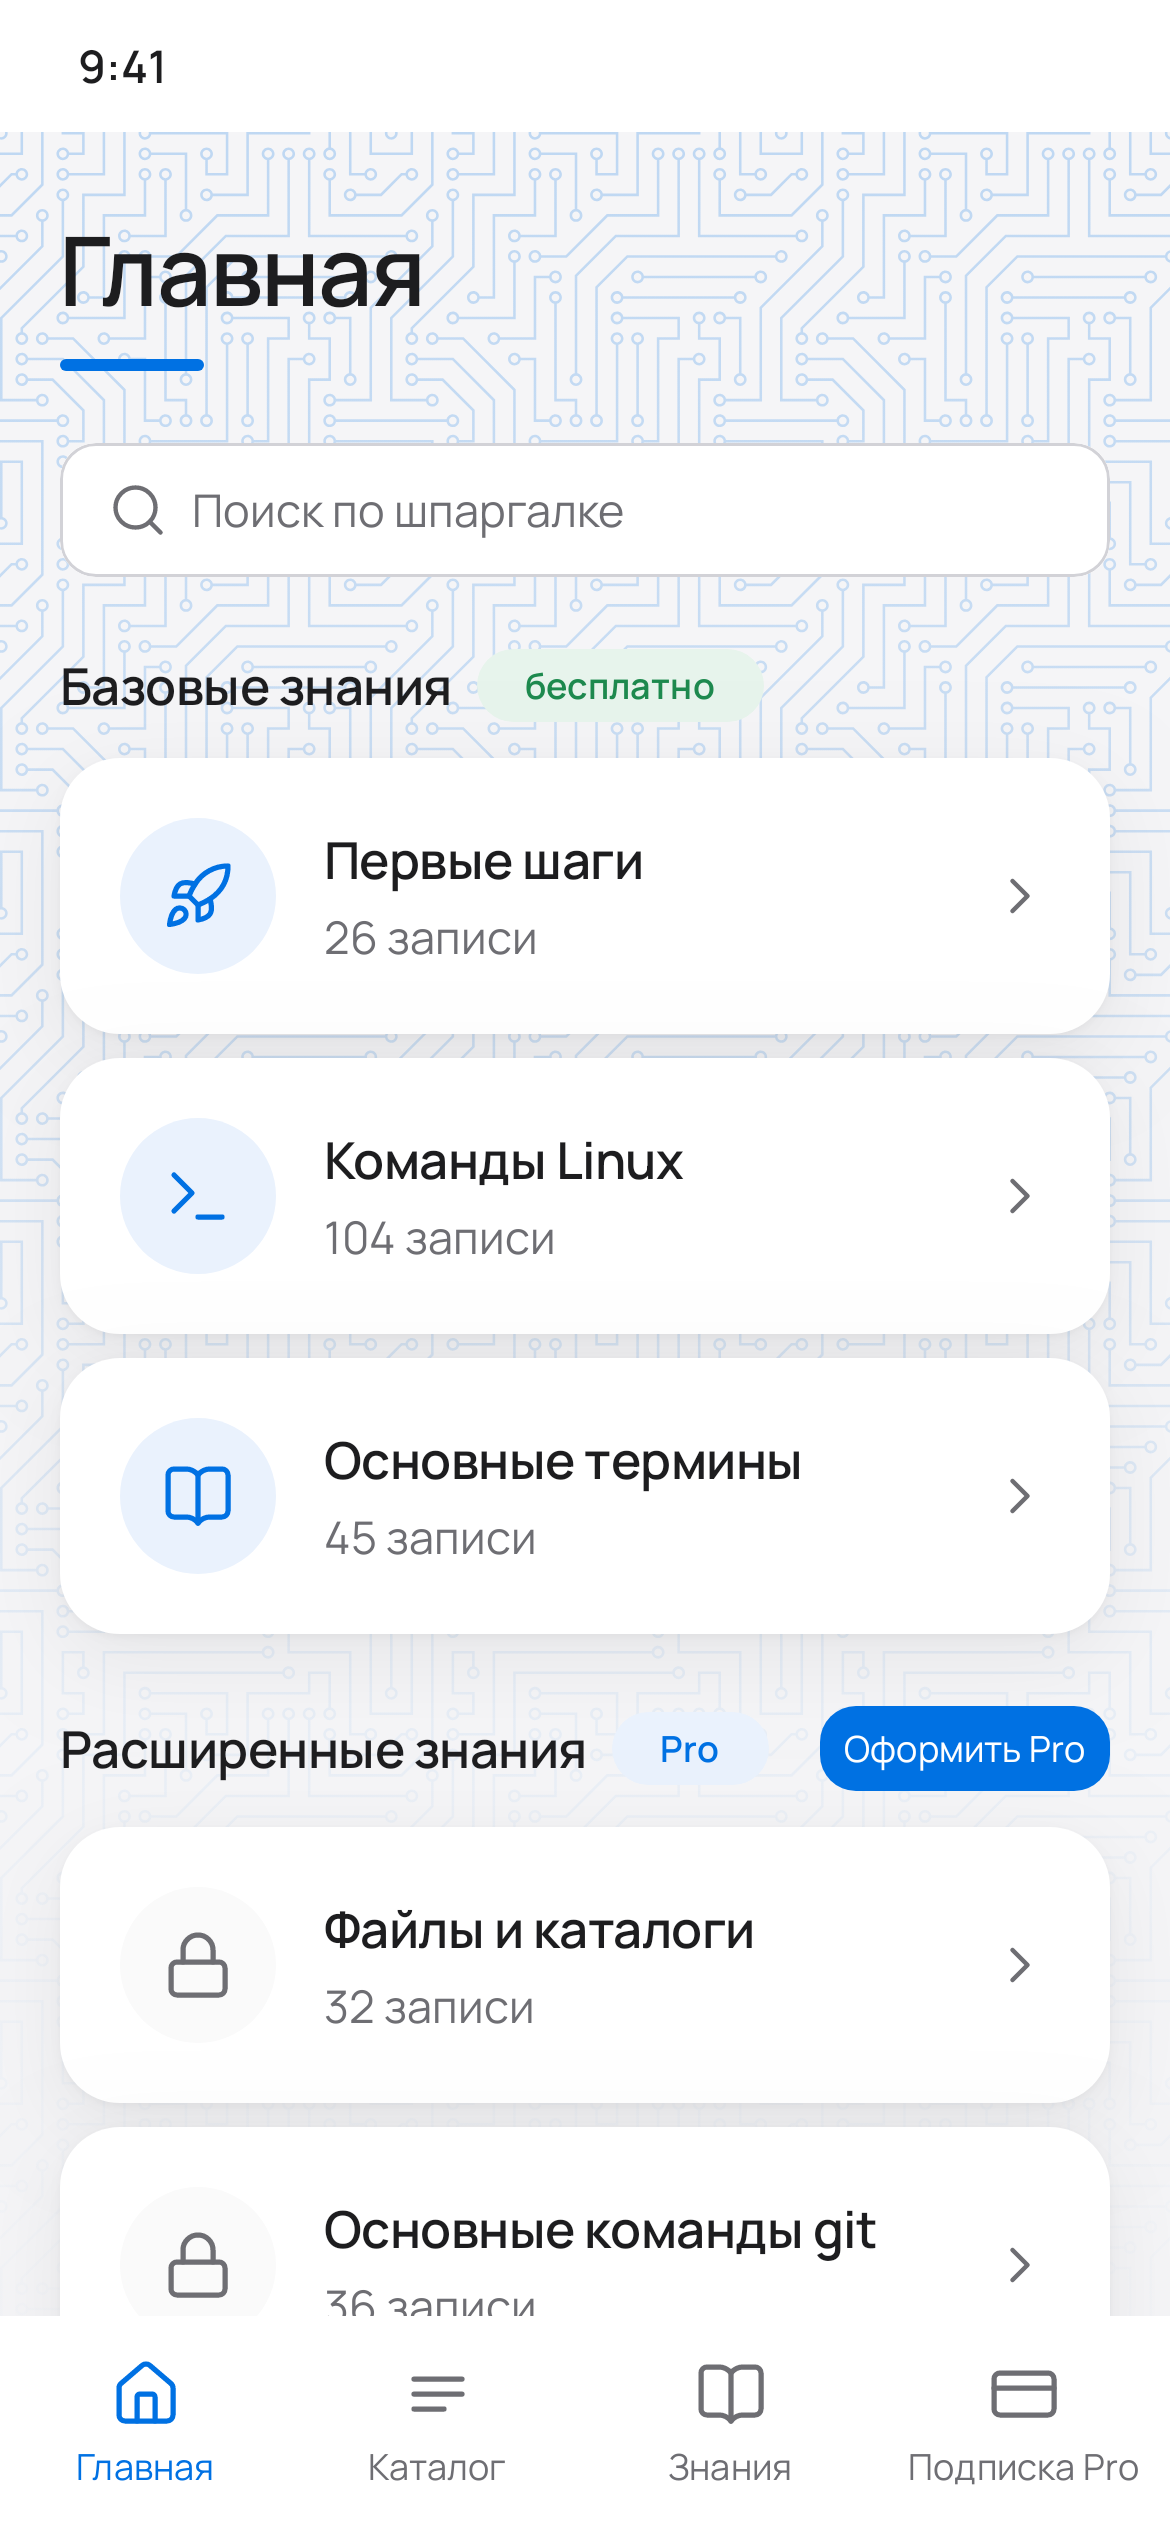 9:41
Главная
Поиск по шпаргалке
Базовые знания бесплатно
Первые шаги
26 записи
Команды Linux
104 записи
Основные термины
45 записи
Расширенные знания Pro Оформить Pro
Файлы и каталоги
32 записи
Основные команды git
36 записи
Главная Каталог Знания Подписка Pro